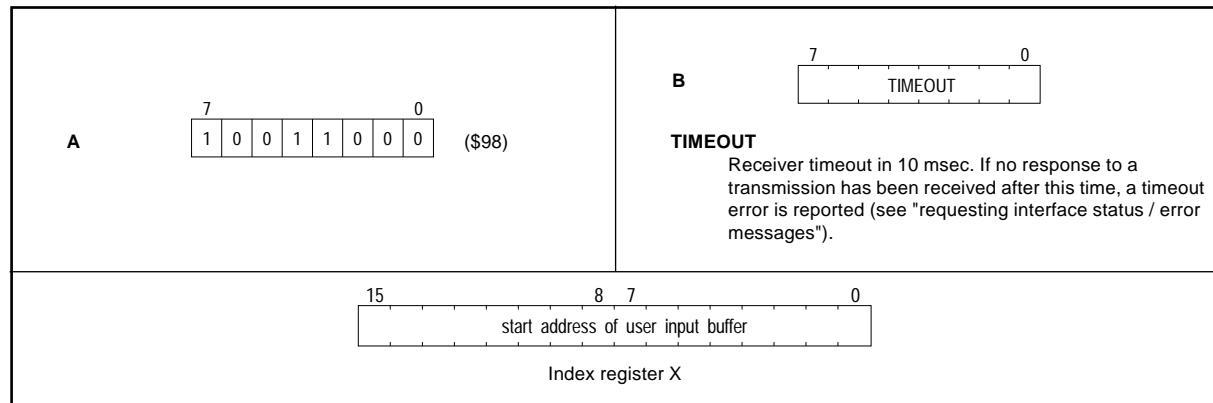 A
7 0
1 0 0 1 1 0 0 0 ($98)
B
7 0
TIMEOUT
TIMEOUT
Receiver timeout in 10 msec. If no response to a
transmission has been received after this time, a timeout
error is reported (see "requesting interface status / error
messages").
15 8 7 0
start address of user input buffer
Index register X